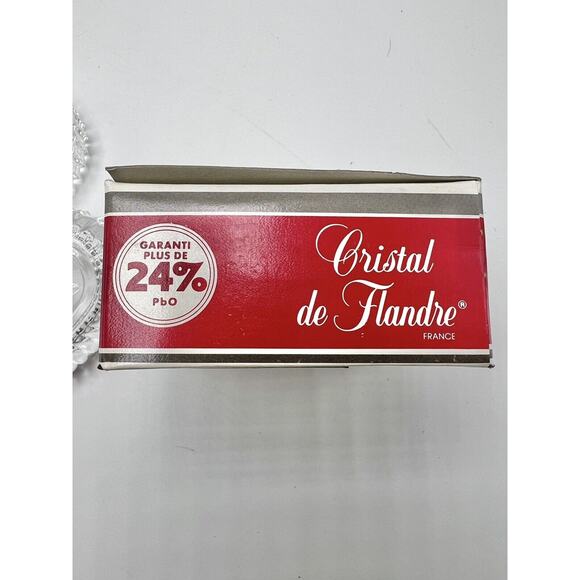 GARANTI
PLUS DE
24%
PbO
Cristal
de Flandre®
FRANCE